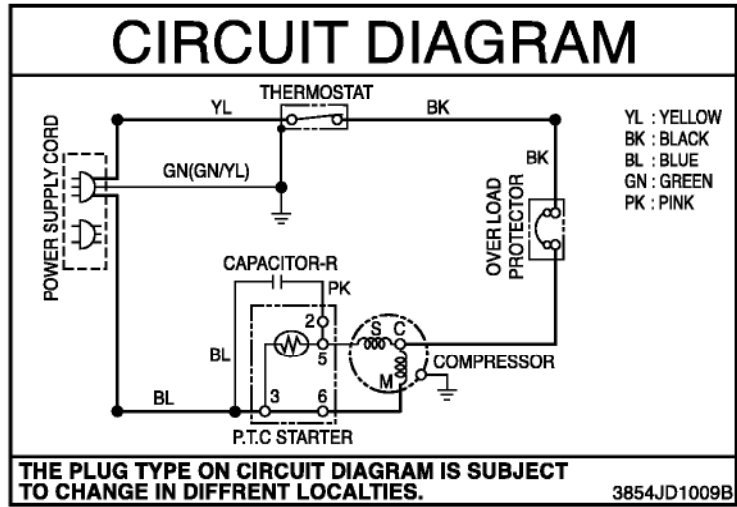 CIRCUIT DIAGRAM
THERMOSTAT
YL
BK
YL : YELLOW
BK : BLACK
BL : BLUE
GN : GREEN
PK : PINK
POWER SUPPLY CORD
GN(GN/YL)
BK
OVER LOAD
PROTECTOR
CAPACITOR-R
PK
2
S C
BL
5
COMPRESSOR
M
BL
3
6
P.T.C STARTER
THE PLUG TYPE ON CIRCUIT DIAGRAM IS SUBJECT
TO CHANGE IN DIFFRENT LOCALTIES.
3854JD1009B